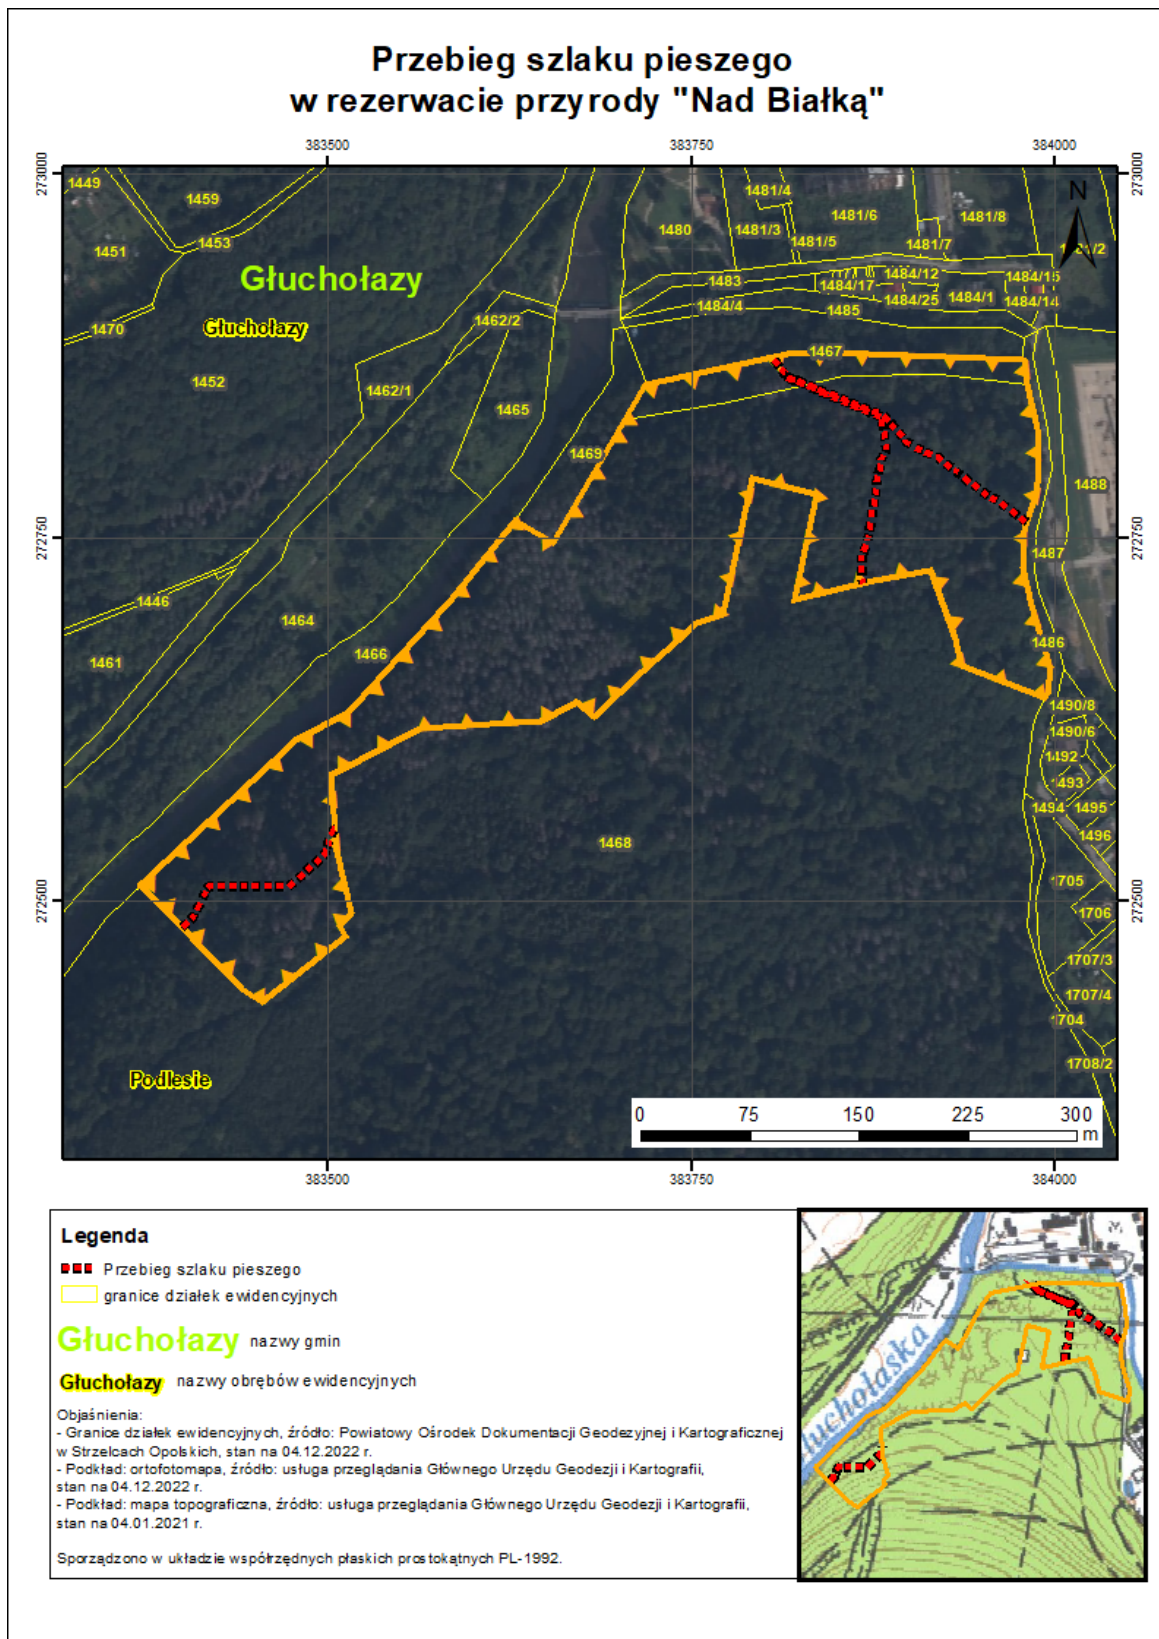 Przebieg szlaku pieszego
w rezerwacie przyrody "Nad Białką"
383500 383750 384000
273000 273000
N
1449
1459
1451
1453
1470
Głuchołazy
Głuchołazy
1452
1462/2
1462/1
1465
1469
1480
1481/4
1481/3
1481/5
1481/6
1481/7
1481/8
1483
1484/4
1484/17
1484/12
1484/25
1485
1484/1
1484/15
1484/14
1467
1488
272750 272750
1487
1486
1446
1461
1464
1466
1490/8
1490/6
1492
1493
1494
1495
1496
1468
1705
1706
272500 272500
1707/3
1707/4
1704
1708/2
Podlesie
0 75 150 225 300
m
383500 383750 384000
Legenda
Przebieg szlaku pieszego
granice działek ewidencyjnych
Głuchołazy nazwy gmin
Głuchołazy nazwy obrębów ewidencyjnych
Objaśnienia:
- Granice działek ewidencyjnych, źródło: Powiatowy Ośrodek Dokumentacji Geodezyjnej i Kartograficznej
w Strzelcach Opolskich, stan na 04.12.2022 r.
- Podkład: ortofotomapa, źródło: usługa przeglądania Głównego Urzędu Geodezji i Kartografii,
stan na 04.12.2022 r.
- Podkład: mapa topograficzna, źródło: usługa przeglądania Głównego Urzędu Geodezji i Kartografii,
stan na 04.01.2021 r.
Sporządzono w układzie współrzędnych płaskich prostokątnych PL-1992.